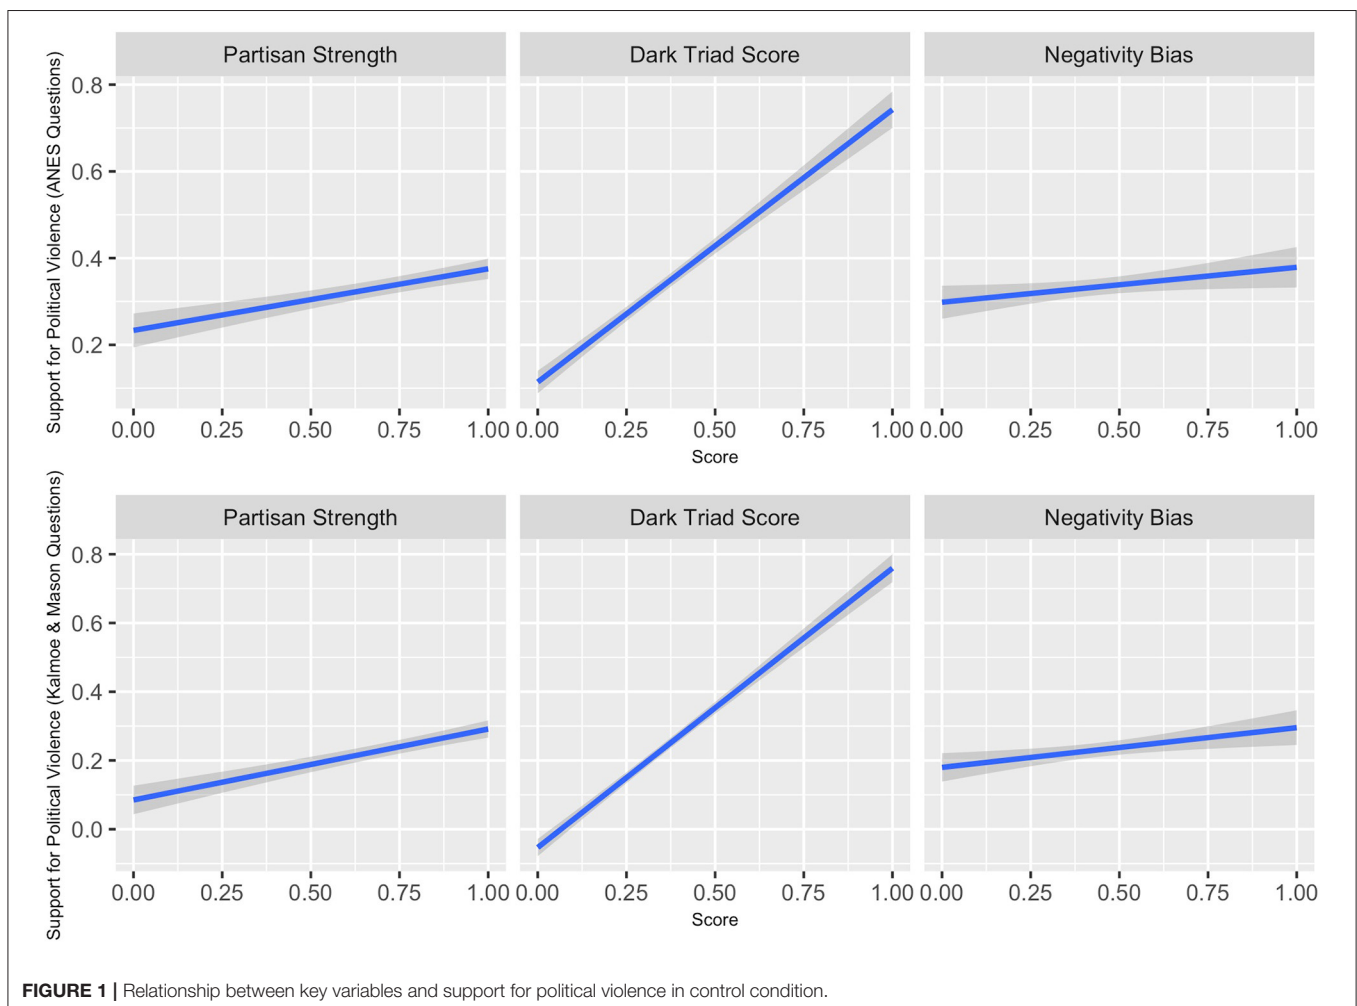 Partisan Strength Dark Triad Score Negativity Bias
Support for Political Violence (ANES Questions)
0.8
0.6
0.4
0.2
0.00 0.25 0.50 0.75 1.00 0.00 0.25 0.50 0.75 1.00 0.00 0.25 0.50 0.75 1.00
Score
Partisan Strength Dark Triad Score Negativity Bias
Support for Political Violence (Kalmoe & Mason Questions)
0.8
0.6
0.4
0.2
0.0
0.00 0.25 0.50 0.75 1.00 0.00 0.25 0.50 0.75 1.00 0.00 0.25 0.50 0.75 1.00
Score
FIGURE 1 | Relationship between key variables and support for political violence in control condition.